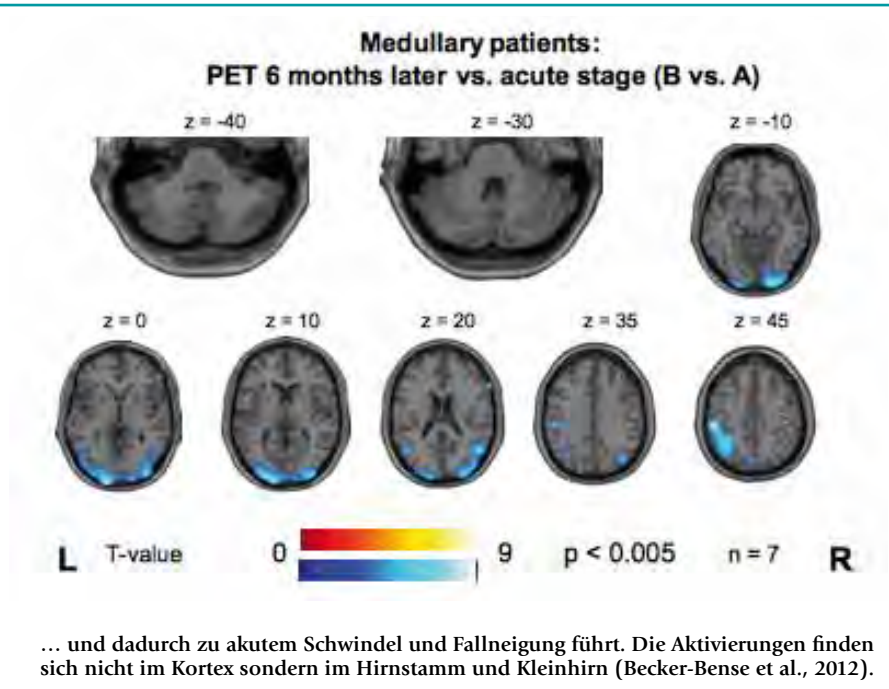 Medullary patients:
PET 6 months later vs. acute stage (B vs. A)
z = -40 z = -30 z = -10
z = 0 z = 10 z = 20 z = 35 z = 45
L T-value 0 9 p < 0.005 n = 7 R
… und dadurch zu akutem Schwindel und Fallneigung führt. Die Aktivierungen finden
sich nicht im Kortex sondern im Hirnstamm und Kleinhirn (Becker-Bense et al., 2012).